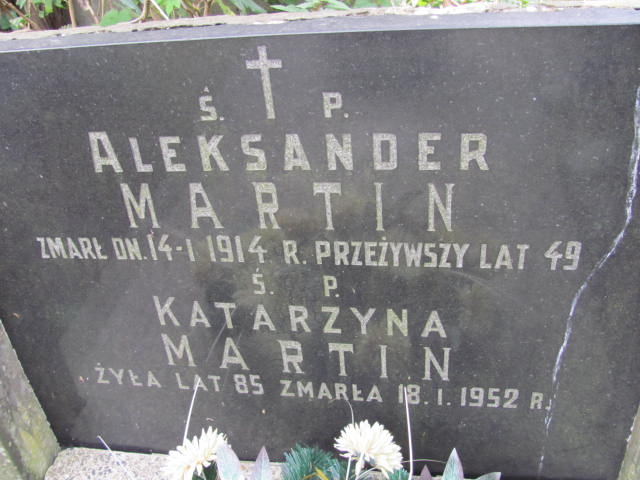 Ś. P.
ALEKSANDER
MARTIN
ZMARŁ DN. 14-I 1914 R. PRZEŻYWSZY LAT 49
Ś. P.
KATARZYNA
MARTIN
ŻYŁA LAT 85 ZMARŁA 18.I.1952 R.